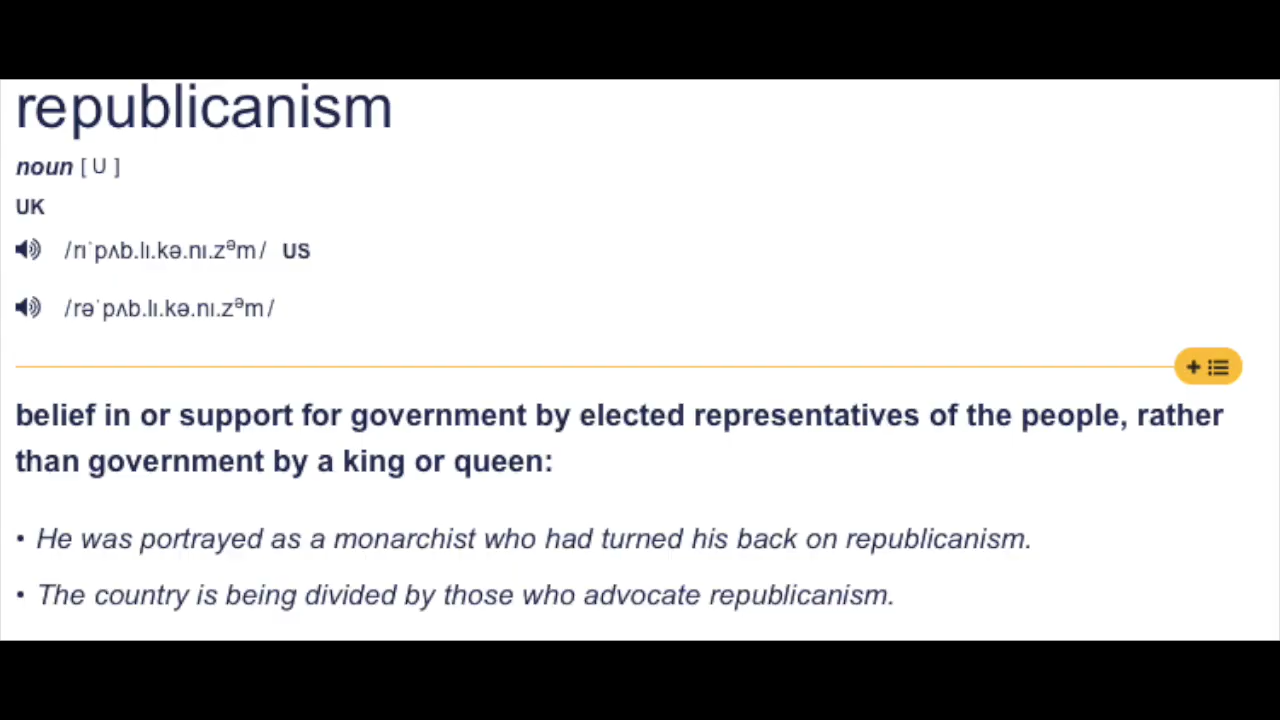 republicanism
noun [ U ]
UK
/rɪˈpʌb.lɪ.kə.nɪ.zᵊm/ US
/rəˈpʌb.lɪ.kə.nɪ.zᵊm/
belief in or support for government by elected representatives of the people, rather
than government by a king or queen:
• He was portrayed as a monarchist who had turned his back on republicanism.
• The country is being divided by those who advocate republicanism.